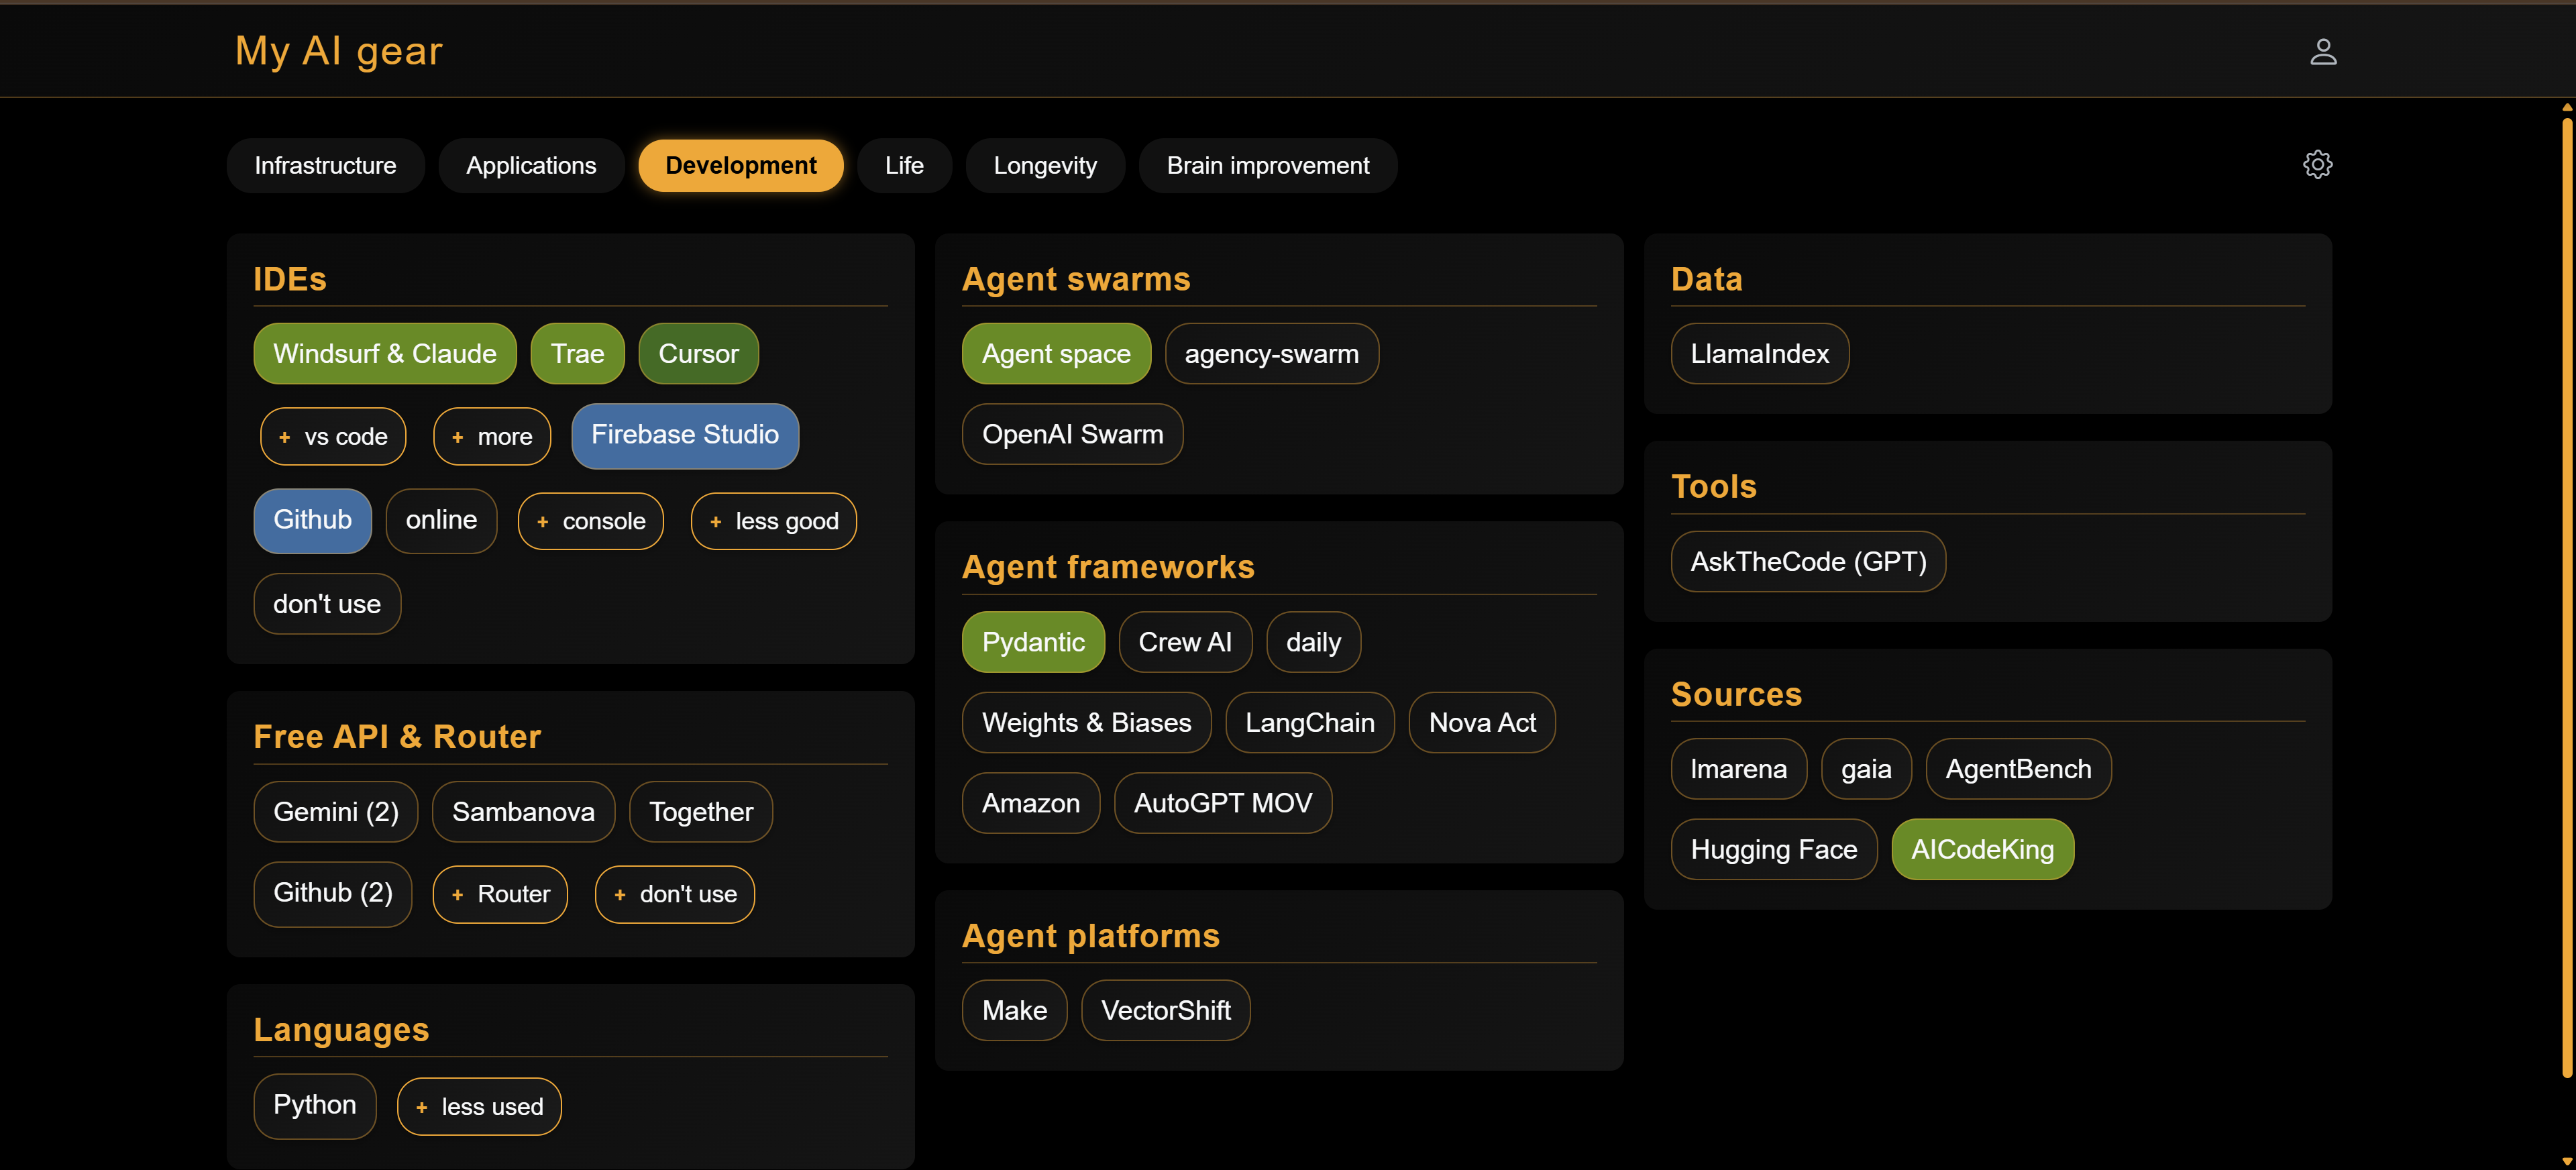 My AI gear
Infrastructure Applications Development Life Longevity Brain improvement
IDEs
Windsurf & Claude Trae Cursor
+ vs code + more Firebase Studio
Github online + console + less good
don't use
Free API & Router
Gemini (2) Sambanova Together
Github (2) + Router + don't use
Languages
Python + less used
Agent swarms
Agent space agency-swarm
OpenAI Swarm
Agent frameworks
Pydantic Crew AI daily
Weights & Biases LangChain Nova Act
Amazon AutoGPT MOV
Agent platforms
Make VectorShift
Data
LlamaIndex
Tools
AskTheCode (GPT)
Sources
lmarena gaia AgentBench
Hugging Face AICodeKing